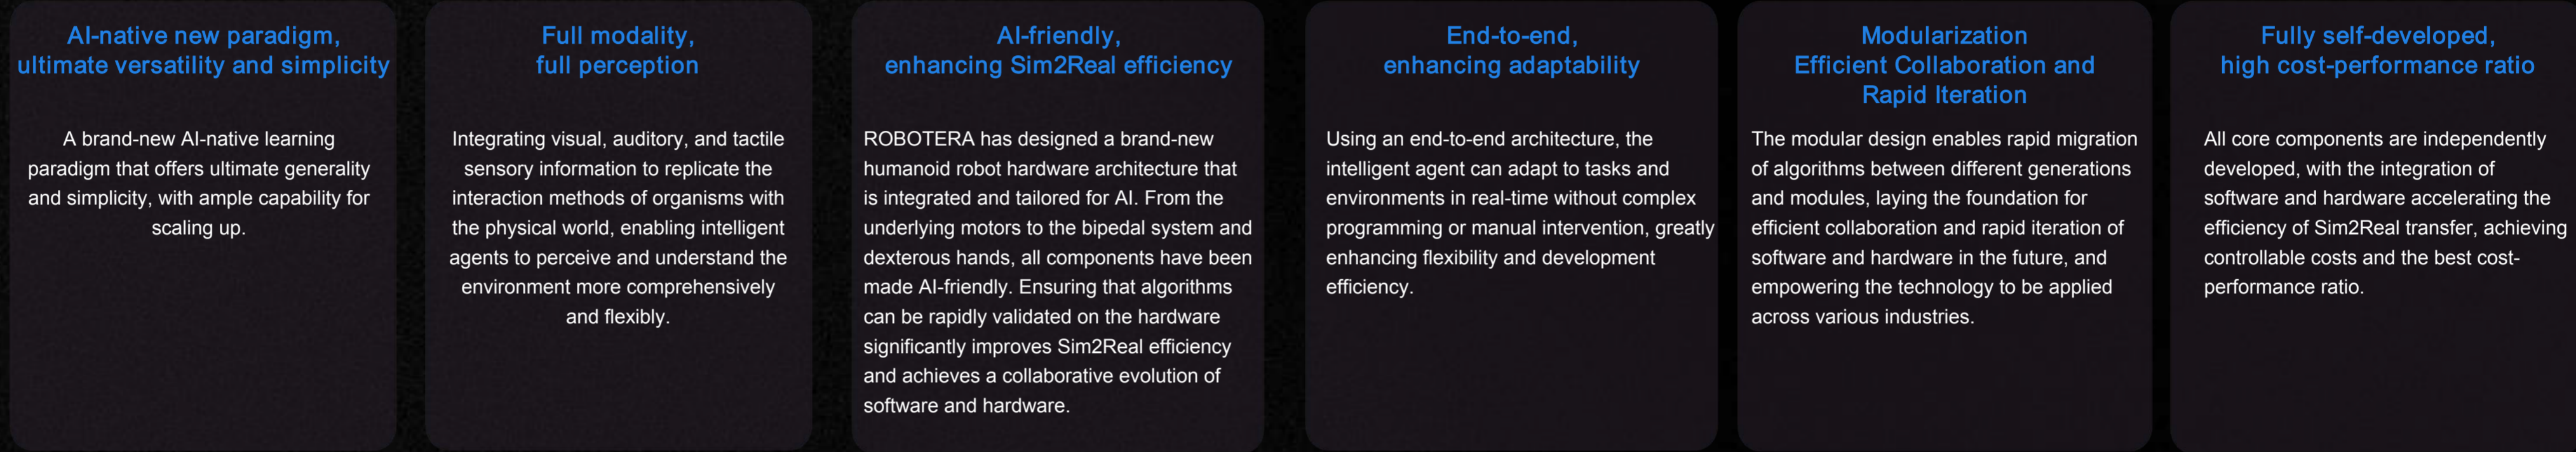 AI-native new paradigm,
ultimate versatility and simplicity
A brand-new AI-native learning
paradigm that offers ultimate generality
and simplicity, with ample capability for
scaling up.
Full modality,
full perception
Integrating visual, auditory, and tactile
sensory information to replicate the
interaction methods of organisms with
the physical world, enabling intelligent
agents to perceive and understand the
environment more comprehensively
and flexibly.
AI-friendly,
enhancing Sim2Real efficiency
ROBOTERA has designed a brand-new
humanoid robot hardware architecture that
is integrated and tailored for AI. From the
underlying motors to the bipedal system and
dexterous hands, all components have been
made AI-friendly. Ensuring that algorithms
can be rapidly validated on the hardware
significantly improves Sim2Real efficiency
and achieves a collaborative evolution of
software and hardware.
End-to-end,
enhancing adaptability
Using an end-to-end architecture, the
intelligent agent can adapt to tasks and
environments in real-time without complex
programming or manual intervention, greatly
enhancing flexibility and development
efficiency.
Modularization
Efficient Collaboration and
Rapid Iteration
The modular design enables rapid migration
of algorithms between different generations
and modules, laying the foundation for
efficient collaboration and rapid iteration of
software and hardware in the future, and
empowering the technology to be applied
across various industries.
Fully self-developed,
high cost-performance ratio
All core components are independently
developed, with the integration of
software and hardware accelerating the
efficiency of Sim2Real transfer, achieving
controllable costs and the best cost-
performance ratio.